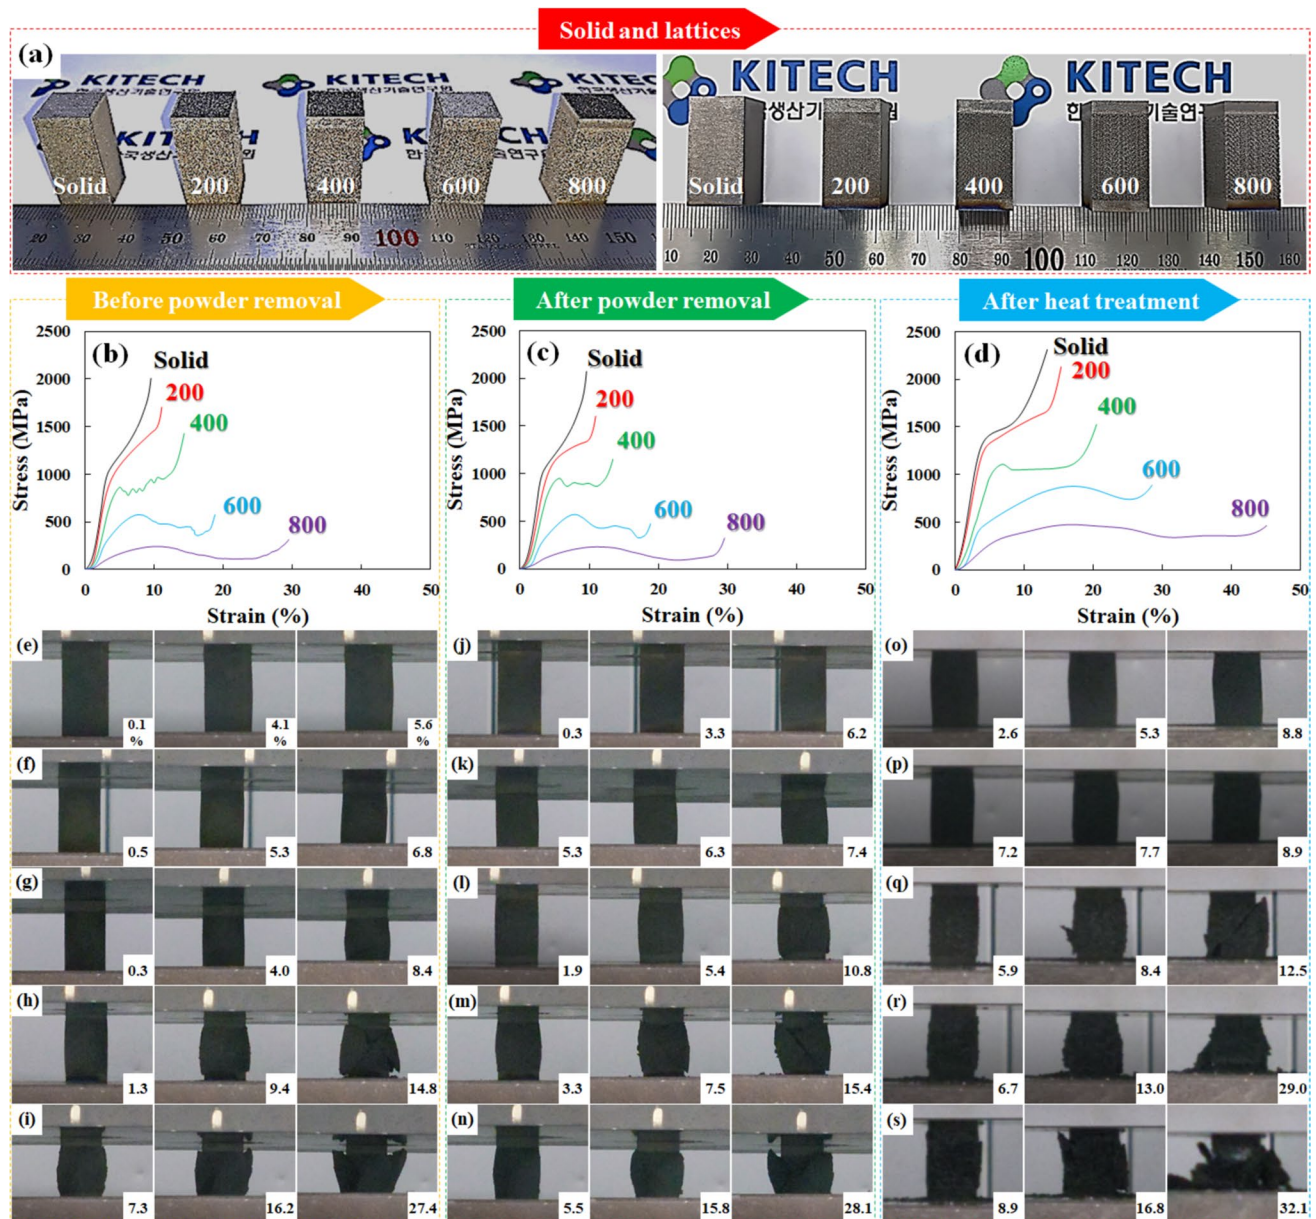 Solid and lattices
(a)
KITECH KITECH KITECH
한국생산기술연구원
Solid 200 400 600 800
20 30 40 50 60 70 80 90 100 110 120 130 140 150
KITECH KITECH
Solid 200 400 600 800
10 20 30 40 50 60 70 80 90 100 110 120 130 140 150 160
Before powder removal
(b)
Stress (MPa)
2500
2000
1500
1000
500
0
0 10 20 30 40 50
Strain (%)
Solid
200
400
600
800
After powder removal
(c)
2500
2000
1500
1000
500
0
0 10 20 30 40 50
Strain (%)
Solid
200
400
600
800
After heat treatment
(d)
Stress (MPa)
2500
2000
1500
1000
500
0
0 10 20 30 40 50
Strain (%)
Solid
200
400
600
800
(e) 0.1 % 4.1 % 5.6 %
(f) 0.5 5.3 6.8
(g) 0.3 4.0 8.4
(h) 1.3 9.4 14.8
(i) 7.3 16.2 27.4
(j) 0.3 3.3 6.2
(k) 5.3 6.3 7.4
(l) 1.9 5.4 10.8
(m) 3.3 7.5 15.4
(n) 5.5 15.8 28.1
(o) 2.6 5.3 8.8
(p) 7.2 7.7 8.9
(q) 5.9 8.4 12.5
(r) 6.7 13.0 29.0
(s) 8.9 16.8 32.1